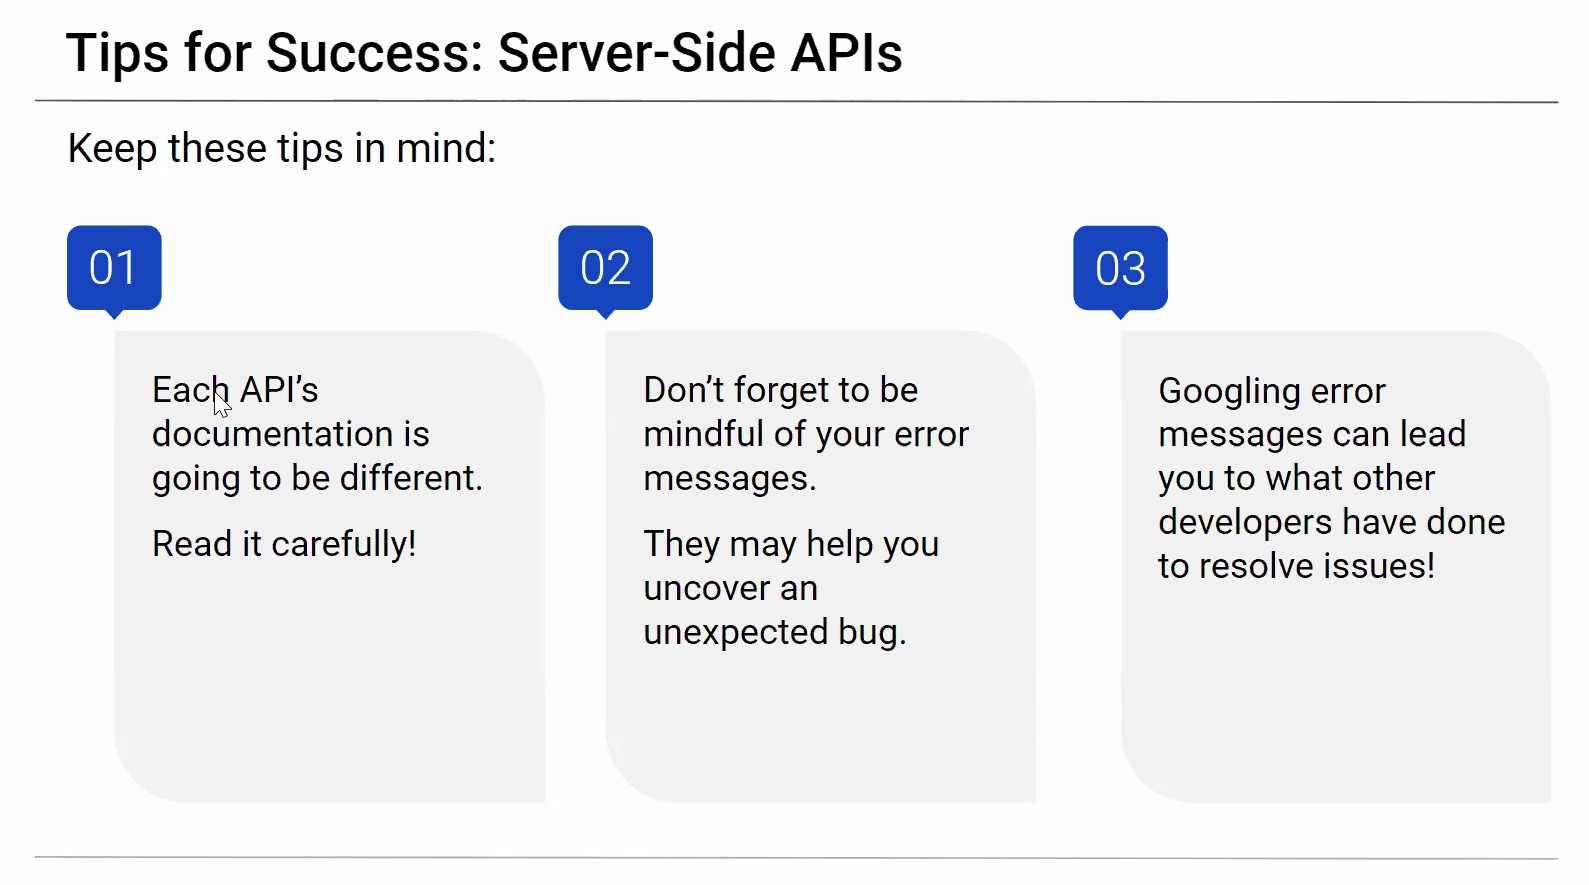 Tips for Success: Server-Side APIs
Keep these tips in mind:
01
Each API’s
documentation is
going to be different.
Read it carefully!
02
Don’t forget to be
mindful of your error
messages.
They may help you
uncover an
unexpected bug.
03
Googling error
messages can lead
you to what other
developers have done
to resolve issues!